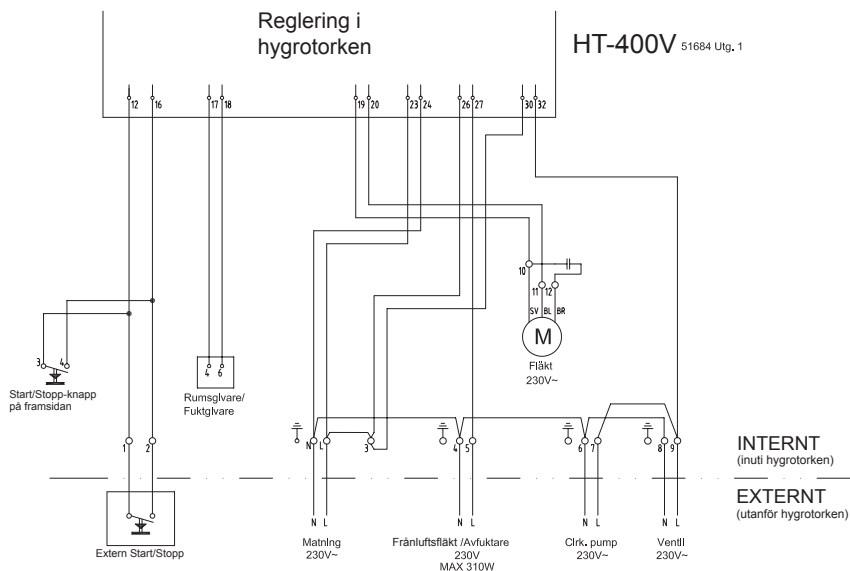 Reglering i
hygrotorken
HT-400V 51684 Utg. 1
12 16 17 18 19 20 23 24 26 27 30 32
10
11 12
SV BL BR
M
Fläkt
230V~
3 4
Start/Stopp-knapp
på framsidan
4 6
Rumsgivare/
Fuktgivare
1 2 N L 3 4 5 6 7 8 9
INTERNT
(inuti hygrotorken)
EXTERNT
(utanför hygrotorken)
N L N L N L N L
Extern Start/Stopp
Matning
230V~
Frånluftsfläkt /Avfuktare
230V
MAX 310W
Cirk. pump
230V~
Ventil
230V~